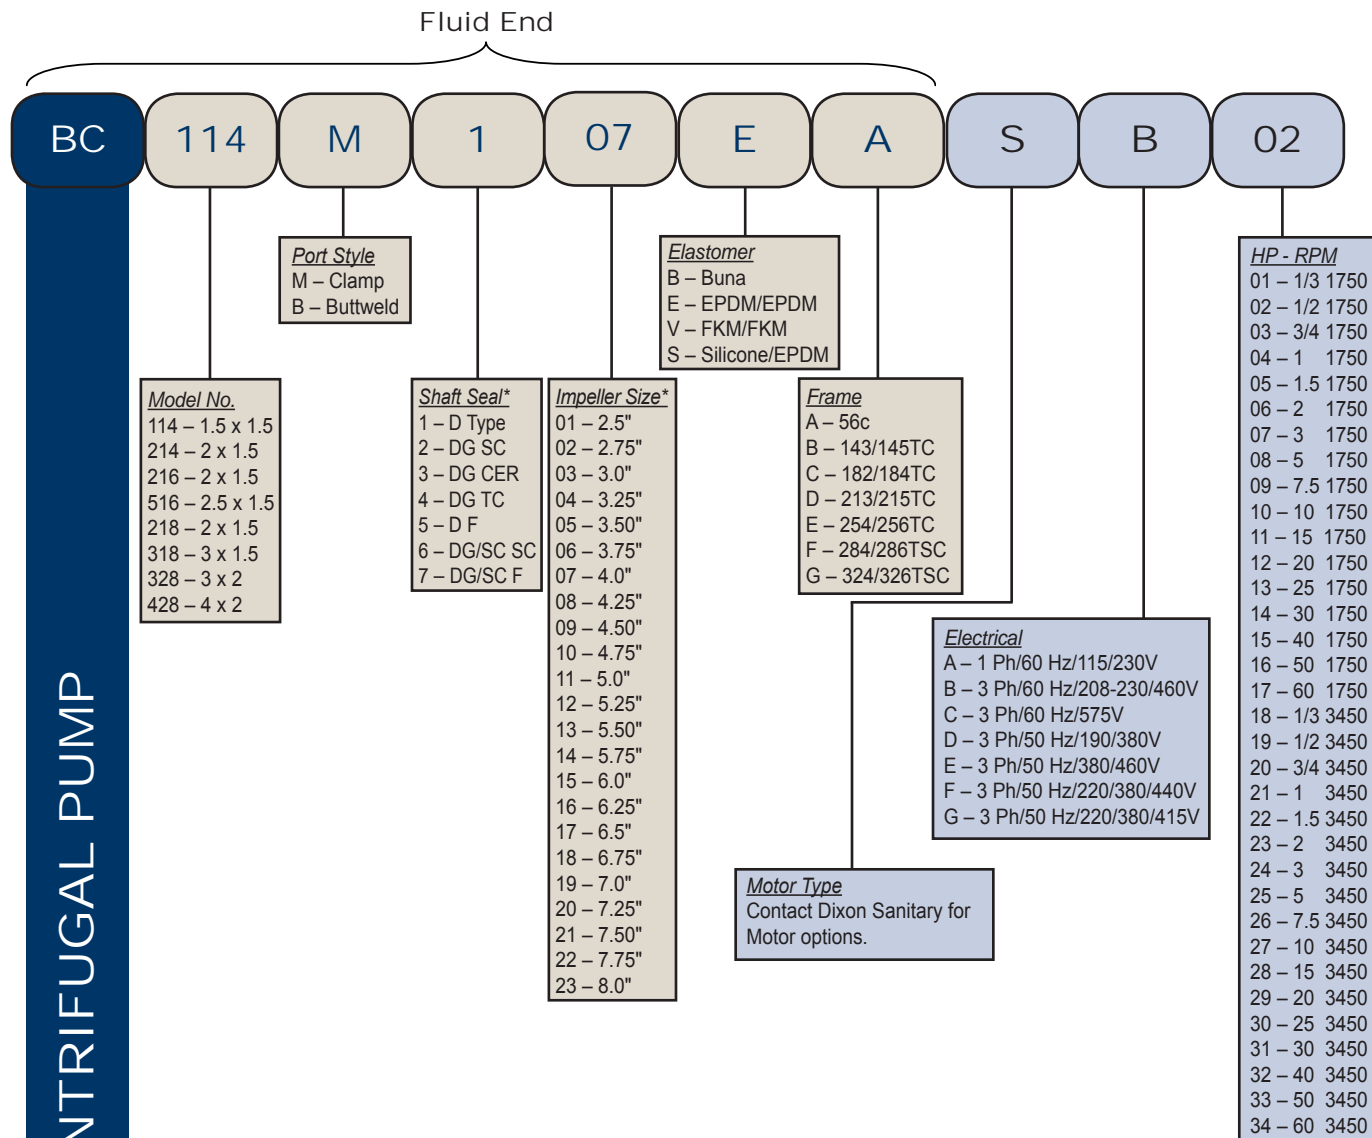 Fluid End
BC 114 M 1 07 E A S B 02
Port Style
M – Clamp
B – Buttweld
Elastomer
B – Buna
E – EPDM/EPDM
V – FKM/FKM
S – Silicone/EPDM
HP - RPM
01 – 1/3 1750
02 – 1/2 1750
03 – 3/4 1750
04 – 1 1750
05 – 1.5 1750
06 – 2 1750
07 – 3 1750
08 – 5 1750
09 – 7.5 1750
10 – 10 1750
11 – 15 1750
12 – 20 1750
13 – 25 1750
14 – 30 1750
15 – 40 1750
16 – 50 1750
17 – 60 1750
18 – 1/3 3450
19 – 1/2 3450
20 – 3/4 3450
21 – 1 3450
22 – 1.5 3450
23 – 2 3450
24 – 3 3450
25 – 5 3450
26 – 7.5 3450
27 – 10 3450
28 – 15 3450
29 – 20 3450
30 – 25 3450
31 – 30 3450
32 – 40 3450
33 – 50 3450
34 – 60 3450
Model No.
114 – 1.5 x 1.5
214 – 2 x 1.5
216 – 2 x 1.5
516 – 2.5 x 1.5
218 – 2 x 1.5
318 – 3 x 1.5
328 – 3 x 2
428 – 4 x 2
Shaft Seal*
1 – D Type
2 – DG SC
3 – DG CER
4 – DG TC
5 – D F
6 – DG/SC SC
7 – DG/SC F
Impeller Size*
01 – 2.5"
02 – 2.75"
03 – 3.0"
04 – 3.25"
05 – 3.50"
06 – 3.75"
07 – 4.0"
08 – 4.25"
09 – 4.50"
10 – 4.75"
11 – 5.0"
12 – 5.25"
13 – 5.50"
14 – 5.75"
15 – 6.0"
16 – 6.25"
17 – 6.5"
18 – 6.75"
19 – 7.0"
20 – 7.25"
21 – 7.50"
22 – 7.75"
23 – 8.0"
Frame
A – 56c
B – 143/145TC
C – 182/184TC
D – 213/215TC
E – 254/256TC
F – 284/286TSC
G – 324/326TSC
Electrical
A – 1 Ph/60 Hz/115/230V
B – 3 Ph/60 Hz/208-230/460V
C – 3 Ph/60 Hz/575V
D – 3 Ph/50 Hz/190/380V
E – 3 Ph/50 Hz/380/460V
F – 3 Ph/50 Hz/220/380/440V
G – 3 Ph/50 Hz/220/380/415V
Motor Type
Contact Dixon Sanitary for
Motor options.
NTRIFUGAL PUMP